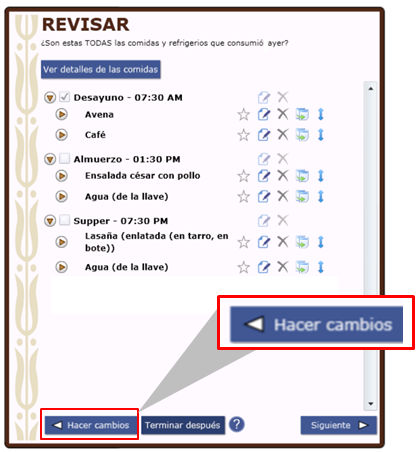 REVISAR
¿Son estas TODAS las comidas y refrigerios que consumió ayer?
Ver detalles de las comidas
Desayuno - 07:30 AM
Avena
Café
Almuerzo - 01:30 PM
Ensalada césar con pollo
Agua (de la llave)
Supper - 07:30 PM
Lasaña (enlatada (en tarro, en
bote))
Agua (de la llave)
Hacer cambios
Hacer cambios
Terminar después
?
Siguiente